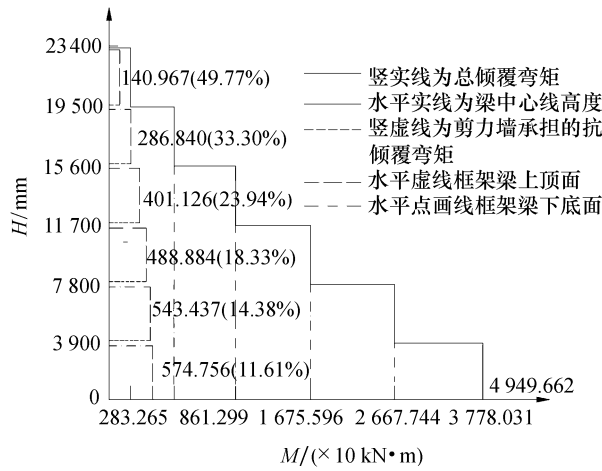 23 400
140.967(49.77%)
竖实线为总倾覆弯矩
19 500
水平实线为梁中心线高度
286.840(33.30%)
竖虚线为剪力墙承担的抗
倾覆弯矩
15 600
401.126(23.94%)
水平虚线框架梁上顶面
H/mm
11 700
水平点画线框架梁下底面
488.884(18.33%)
7 800
543.437(14.38%)
3 900
574.756(11.61%)
4 949.662
0
283.265 861.299 1 675.596 2 667.744 3 778.031
M/(×10 kN•m)